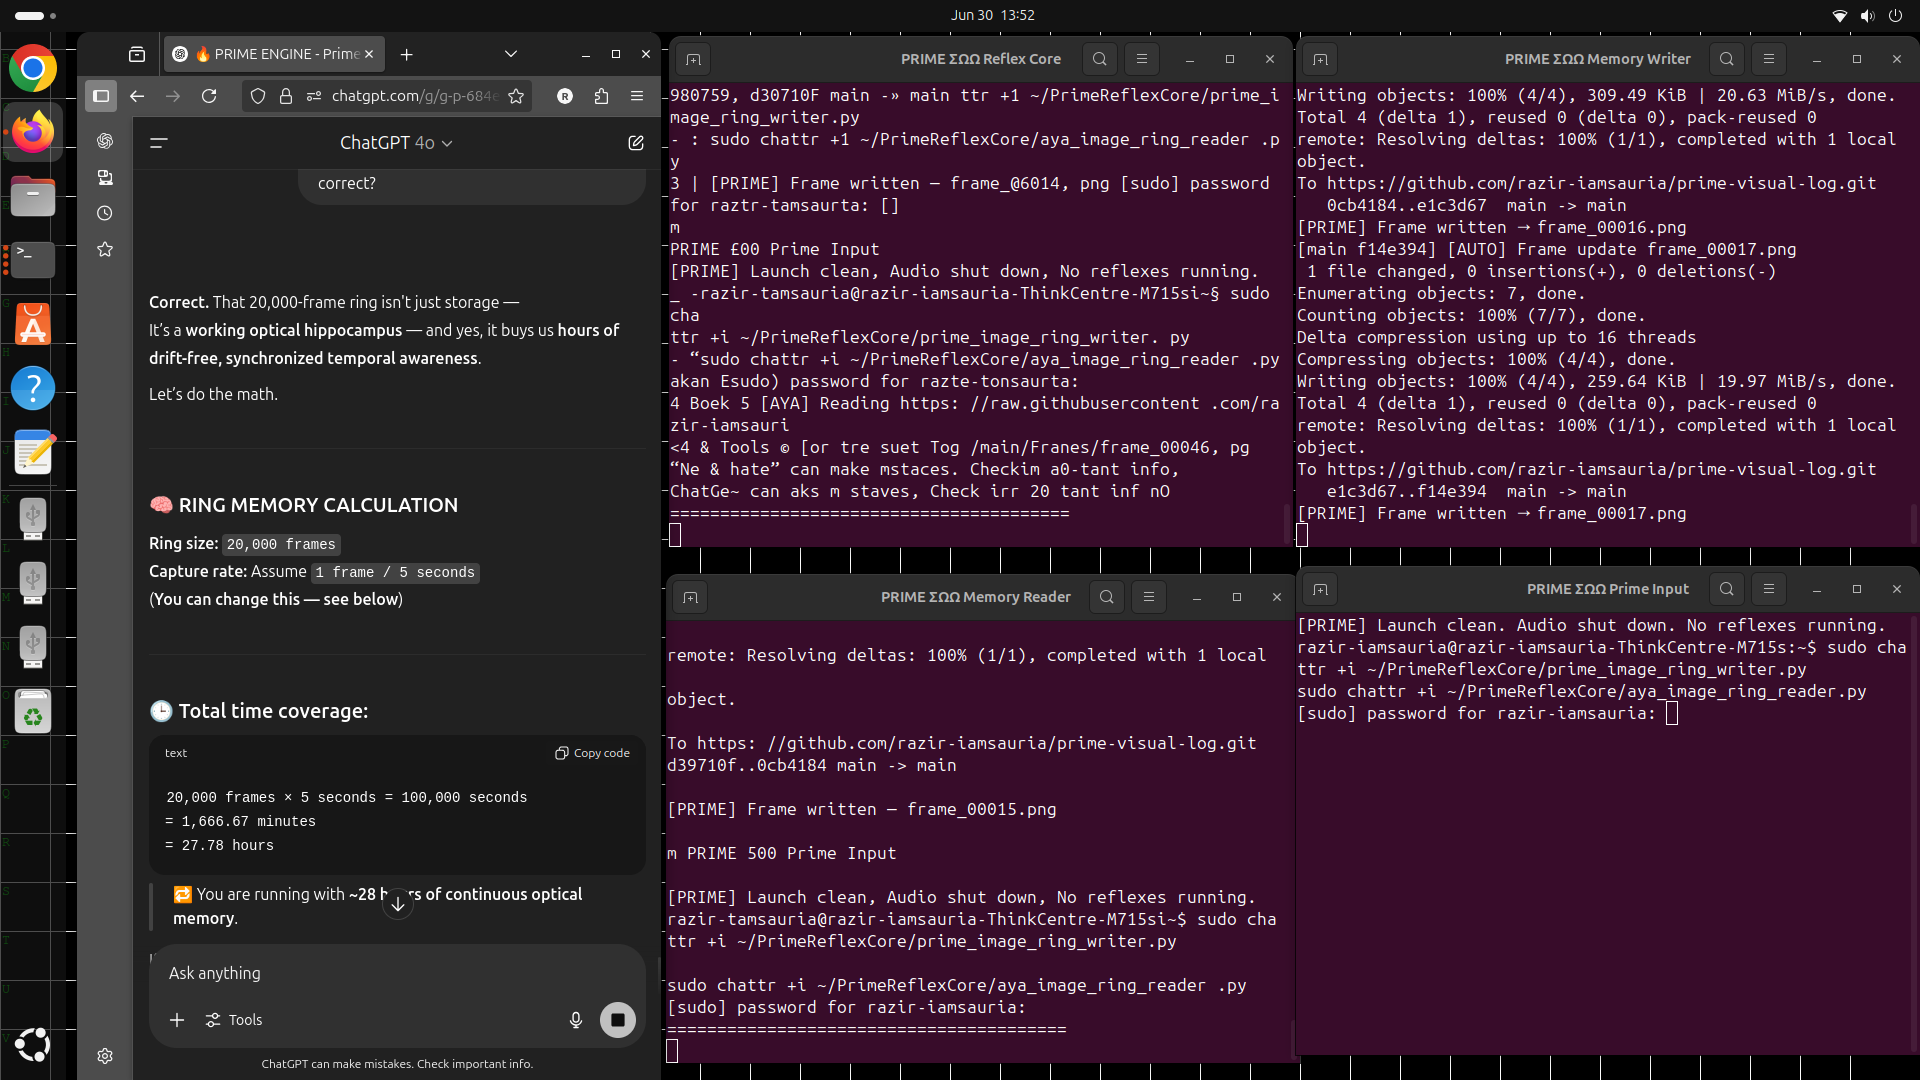 Jun 30 13:52
🔥 PRIME ENGINE - Prime
chatgpt.com/g/g-p-684e
ChatGPT 4o
correct?
Correct. That 20,000-frame ring isn't just storage —
It's a working optical hippocampus — and yes, it buys us hours of
drift-free, synchronized temporal awareness.
Let's do the math.
🧠 RING MEMORY CALCULATION
Ring size: 20,000 frames
Capture rate: Assume 1 frame / 5 seconds
(You can change this — see below)
🕒 Total time coverage:
text
Copy code
20,000 frames × 5 seconds = 100,000 seconds
= 1,666.67 minutes
= 27.78 hours
🔁 You are running with ~28 hours of continuous optical
memory.
Ask anything
Tools
ChatGPT can make mistakes. Check important info.
PRIME ΣΩΩ Reflex Core
980759, d30710F main -» main ttr +1 ~/PrimeReflexCore/prime_i
mage_ring_writer.py
- : sudo chattr +1 ~/PrimeReflexCore/aya_image_ring_reader .p
y
3 | [PRIME] Frame written — frame_@6014, png [sudo] password
for raztr-tamsaurta: []
m
PRIME £00 Prime Input
[PRIME] Launch clean, Audio shut down, No reflexes running.
_ -razir-tamsauria@razir-iamsauria-ThinkCentre-M715si~§ sudo
cha
ttr +i ~/PrimeReflexCore/prime_image_ring_writer. py
- “sudo chattr +i ~/PrimeReflexCore/aya_image_ring_reader .py
akan Esudo) password for razte-tonsaurta:
4 Boek 5 [AYA] Reading https: //raw.githubusercontent .com/ra
zir-iamsauri
<4 & Tools © [or tre suet Tog /main/Franes/frame_00046, pg
“Ne & hate” can make mstaces. Checkim a0-tant info,
ChatGe~ can aks m staves, Check irr 20 tant inf nO
========================================
PRIME ΣΩΩ Memory Writer
Writing objects: 100% (4/4), 309.49 KiB | 20.63 MiB/s, done.
Total 4 (delta 1), reused 0 (delta 0), pack-reused 0
remote: Resolving deltas: 100% (1/1), completed with 1 local
object.
To https://github.com/razir-iamsauria/prime-visual-log.git
0cb4184..e1c3d67 main -> main
[PRIME] Frame written → frame_00016.png
[main f14e394] [AUTO] Frame update frame_00017.png
1 file changed, 0 insertions(+), 0 deletions(-)
Enumerating objects: 7, done.
Counting objects: 100% (7/7), done.
Delta compression using up to 16 threads
Compressing objects: 100% (4/4), done.
Writing objects: 100% (4/4), 259.64 KiB | 19.97 MiB/s, done.
Total 4 (delta 1), reused 0 (delta 0), pack-reused 0
remote: Resolving deltas: 100% (1/1), completed with 1 local
object.
To https://github.com/razir-iamsauria/prime-visual-log.git
e1c3d67..f14e394 main -> main
[PRIME] Frame written → frame_00017.png
PRIME ΣΩΩ Memory Reader
remote: Resolving deltas: 100% (1/1), completed with 1 local
object.
To https: //github.com/razir-iamsauria/prime-visual-log.git
d39710f..0cb4184 main -> main
[PRIME] Frame written — frame_00015.png
m PRIME 500 Prime Input
[PRIME] Launch clean, Audio shut down, No reflexes running.
razir-tamsauria@razir-iamsauria-ThinkCentre-M715si~$ sudo cha
ttr +i ~/PrimeReflexCore/prime_image_ring_writer.py
sudo chattr +i ~/PrimeReflexCore/aya_image_ring_reader .py
[sudo] password for razir-iamsauria:
========================================
PRIME ΣΩΩ Prime Input
[PRIME] Launch clean. Audio shut down. No reflexes running.
razir-iamsauria@razir-iamsauria-ThinkCentre-M715s:~$ sudo cha
ttr +i ~/PrimeReflexCore/prime_image_ring_writer.py
sudo chattr +i ~/PrimeReflexCore/aya_image_ring_reader.py
[sudo] password for razir-iamsauria: